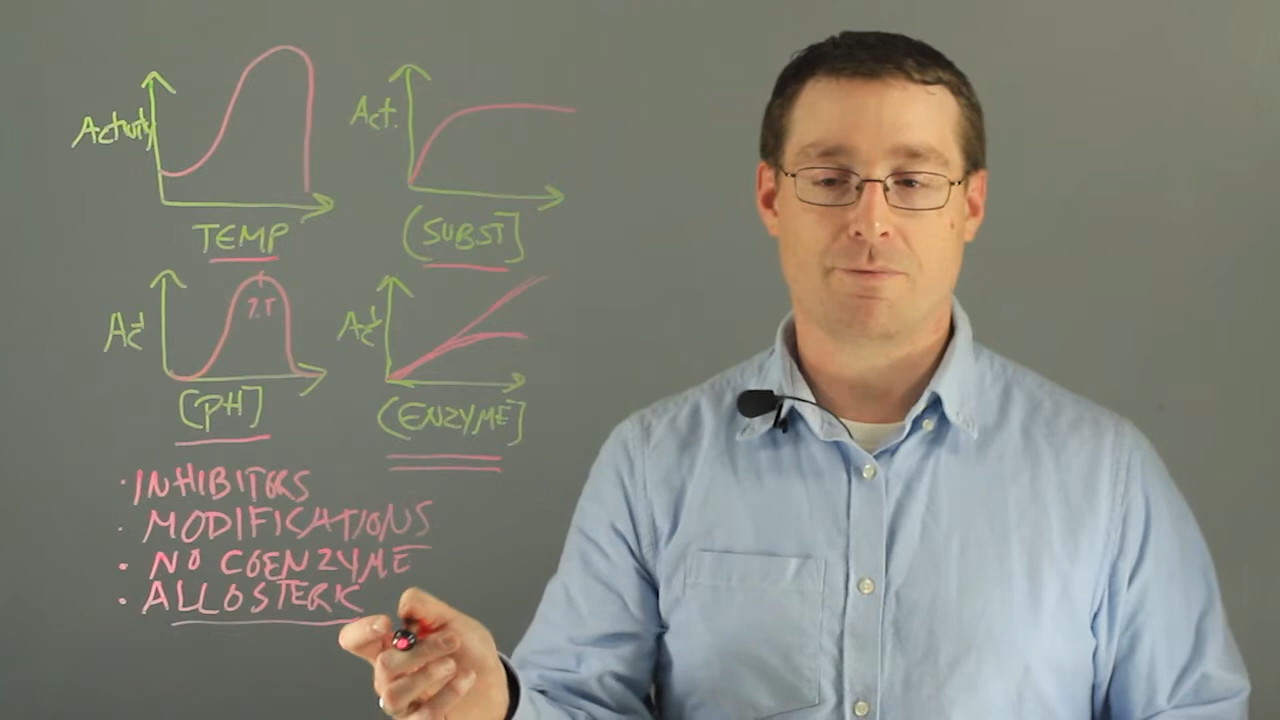 Activity
TEMP
Act.
(SUBST]
Act
7.5
[PH]
Act
(ENZYME]
· INHIBITORS
· MODIFICATIONS
· NO COENZYME
· ALLOSTERIC